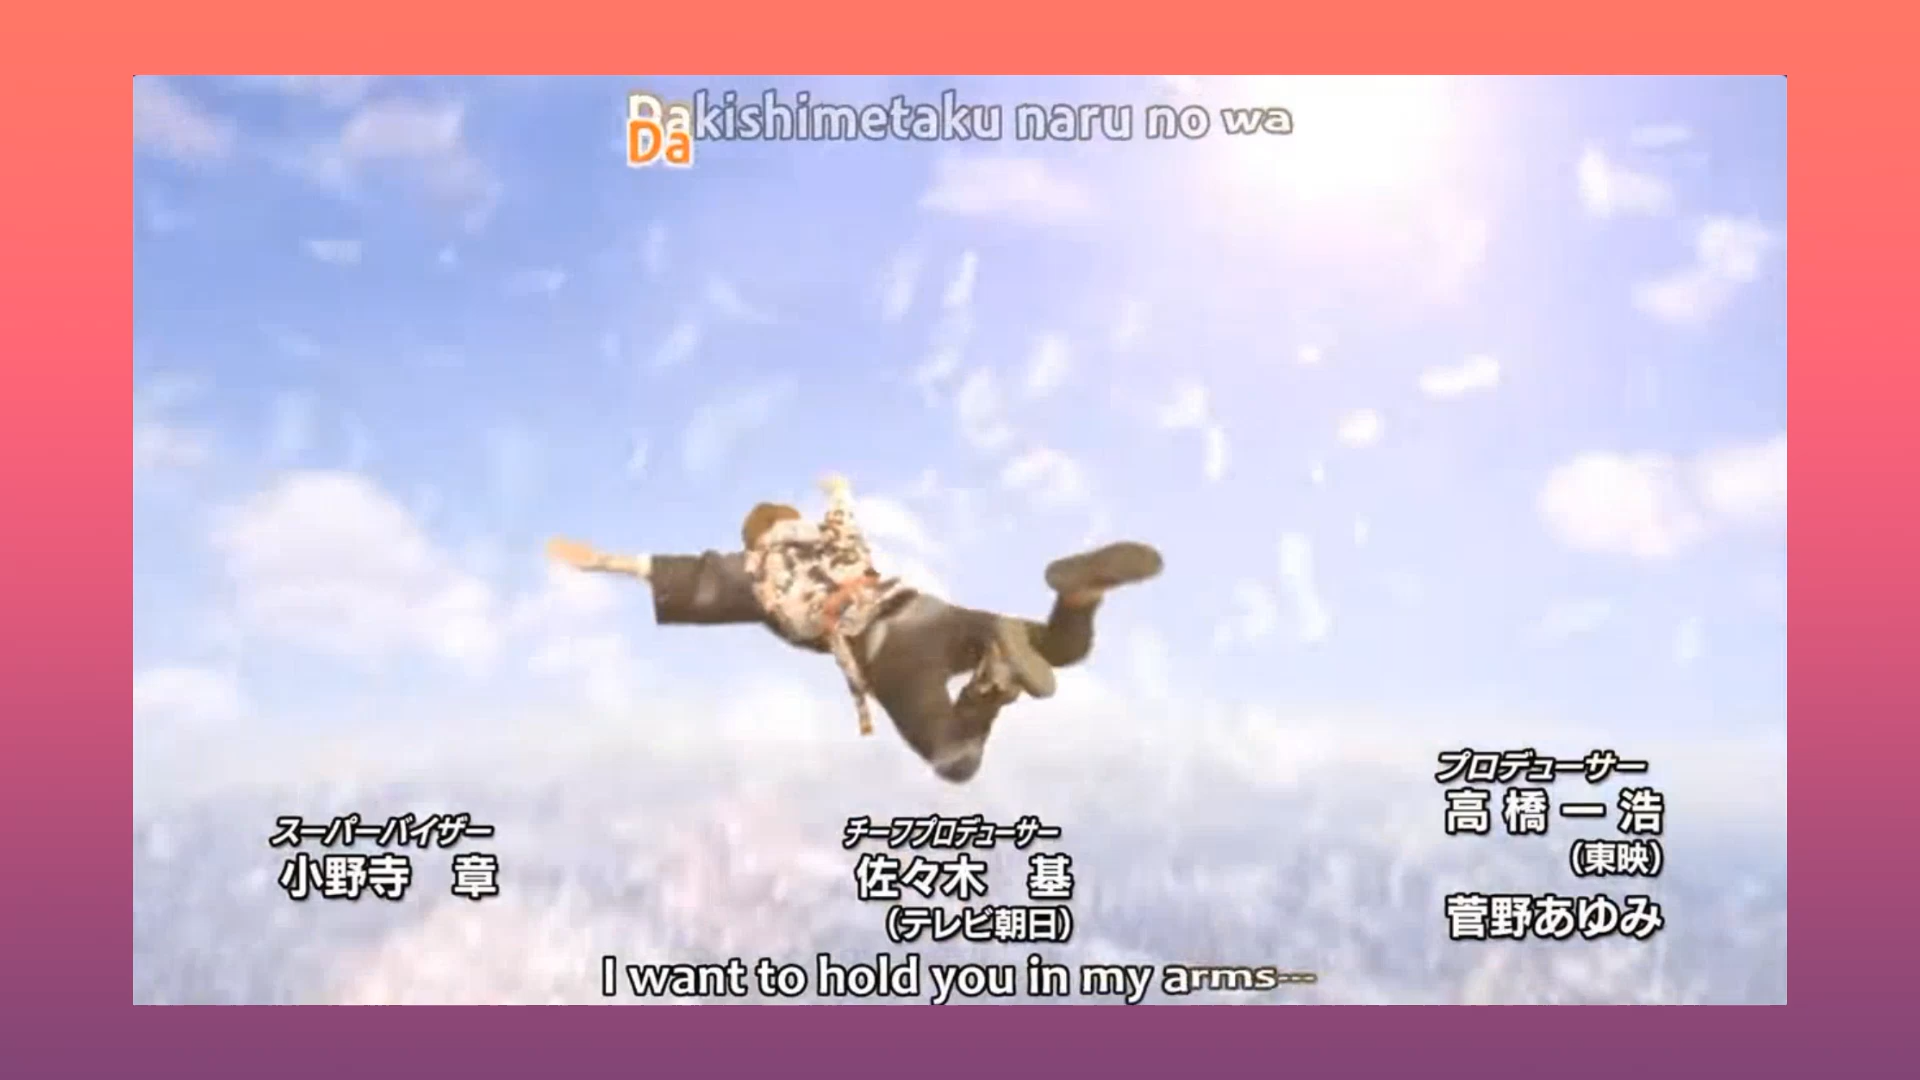 Dakishimetaku naru no wa
Da
スーパーバイザー
小野寺 章
チーフプロデューサー
佐々木 基
(テレビ朝日)
プロデューサー
高橋一浩
(東映)
菅野あゆみ
I want to hold you in my arms---